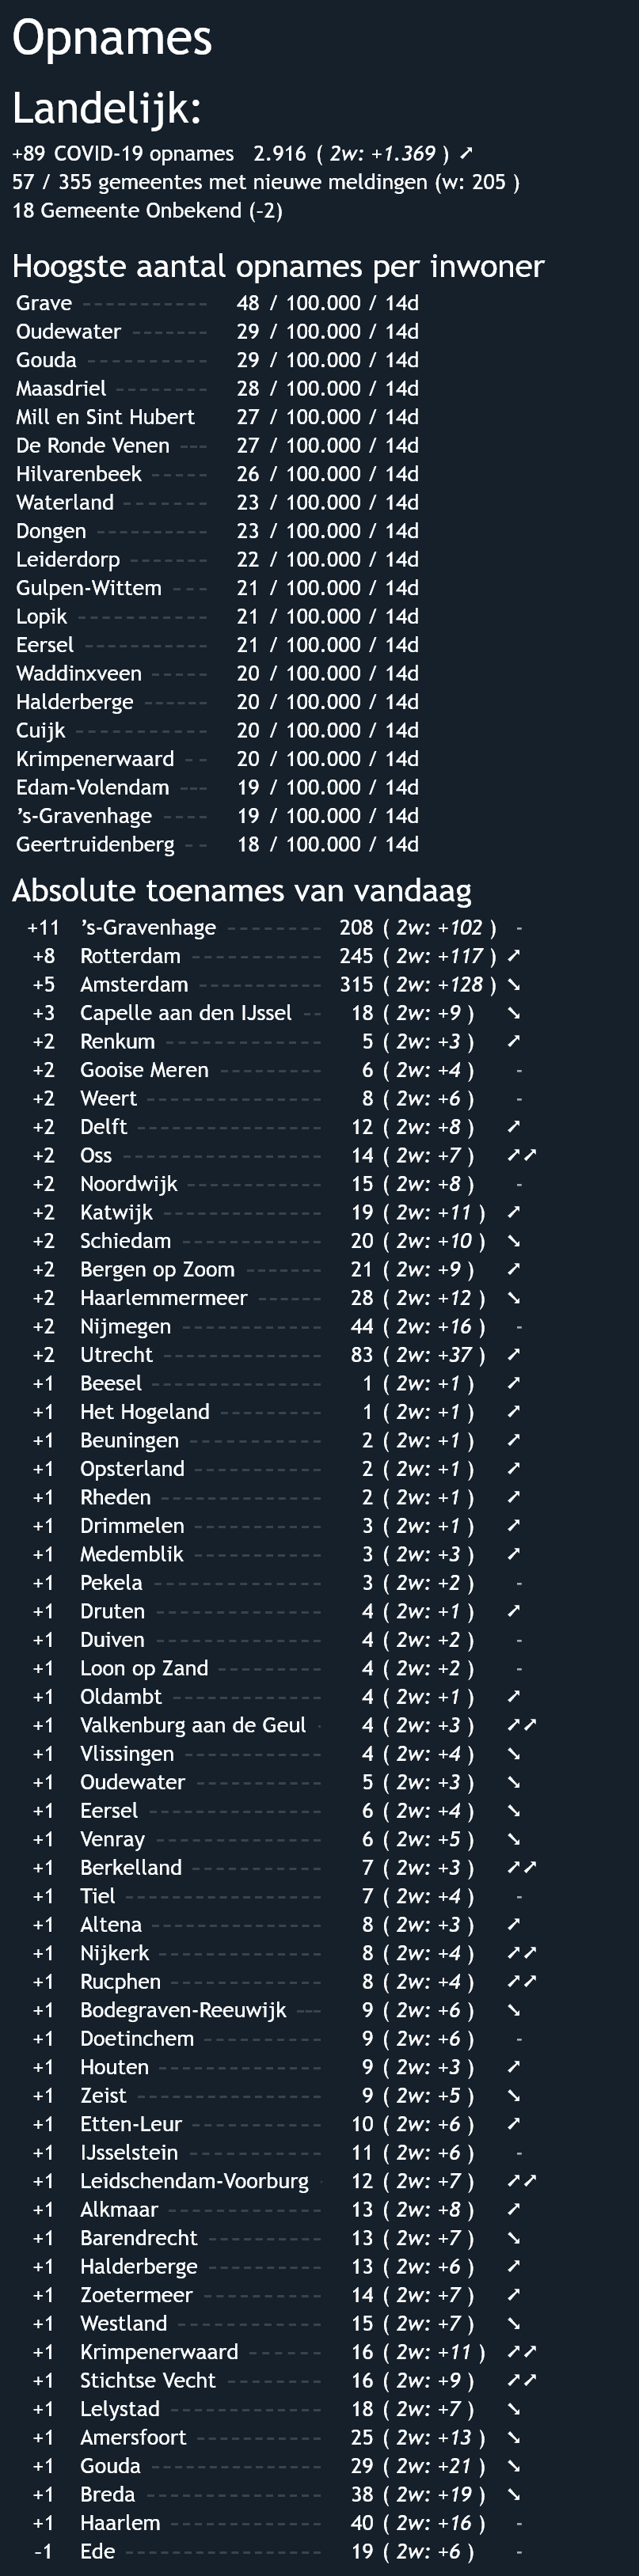 Opnames
Landelijk:
+89 COVID-19 opnames 2.916 ( 2w: +1.369 ) ➚
57 / 355 gemeentes met nieuwe meldingen (w: 205 )
18 Gemeente Onbekend (-2)
Hoogste aantal opnames per inwoner
Grave ----------- 48 / 100.000 / 14d
Oudewater ------- 29 / 100.000 / 14d
Gouda ----------- 29 / 100.000 / 14d
Maasdriel -------- 28 / 100.000 / 14d
Mill en Sint Hubert 27 / 100.000 / 14d
De Ronde Venen --- 27 / 100.000 / 14d
Hilvarenbeek ----- 26 / 100.000 / 14d
Waterland ------- 23 / 100.000 / 14d
Dongen ---------- 23 / 100.000 / 14d
Leiderdorp ------- 22 / 100.000 / 14d
Gulpen-Wittem --- 21 / 100.000 / 14d
Lopik ----------- 21 / 100.000 / 14d
Eersel ----------- 21 / 100.000 / 14d
Waddinxveen ----- 20 / 100.000 / 14d
Halderberge ------ 20 / 100.000 / 14d
Cuijk ----------- 20 / 100.000 / 14d
Krimpenerwaard -- 20 / 100.000 / 14d
Edam-Volendam --- 19 / 100.000 / 14d
’s-Gravenhage ---- 19 / 100.000 / 14d
Geertruidenberg -- 18 / 100.000 / 14d
Absolute toenames van vandaag
+11 ’s-Gravenhage -------- 208 ( 2w: +102 ) -
+8 Rotterdam ----------- 245 ( 2w: +117 ) ➚
+5 Amsterdam ----------- 315 ( 2w: +128 ) ➘
+3 Capelle aan den IJssel -- 18 ( 2w: +9 ) ➘
+2 Renkum ------------- 5 ( 2w: +3 ) ➚
+2 Gooise Meren -------- 6 ( 2w: +4 ) -
+2 Weert -------------- 8 ( 2w: +6 ) -
+2 Delft --------------- 12 ( 2w: +8 ) ➚
+2 Oss ---------------- 14 ( 2w: +7 ) ➚➚
+2 Noordwijk ----------- 15 ( 2w: +8 ) -
+2 Katwijk ------------- 19 ( 2w: +11 ) ➚
+2 Schiedam ------------ 20 ( 2w: +10 ) ➘
+2 Bergen op Zoom ------- 21 ( 2w: +9 ) ➚
+2 Haarlemmermeer ------ 28 ( 2w: +12 ) ➘
+2 Nijmegen ------------ 44 ( 2w: +16 ) -
+2 Utrecht ------------- 83 ( 2w: +37 ) ➚
+1 Beesel -------------- 1 ( 2w: +1 ) ➚
+1 Het Hogeland --------- 1 ( 2w: +1 ) ➚
+1 Beuningen ----------- 2 ( 2w: +1 ) ➚
+1 Opsterland ----------- 2 ( 2w: +1 ) ➚
+1 Rheden -------------- 2 ( 2w: +1 ) ➚
+1 Drimmelen ----------- 3 ( 2w: +1 ) ➚
+1 Medemblik ----------- 3 ( 2w: +3 ) ➚
+1 Pekela -------------- 3 ( 2w: +2 ) -
+1 Druten -------------- 4 ( 2w: +1 ) ➚
+1 Duiven -------------- 4 ( 2w: +2 ) -
+1 Loon op Zand --------- 4 ( 2w: +2 ) -
+1 Oldambt ------------- 4 ( 2w: +1 ) ➚
+1 Valkenburg aan de Geul - 4 ( 2w: +3 ) ➚➚
+1 Vlissingen ------------ 4 ( 2w: +4 ) ➘
+1 Oudewater ----------- 5 ( 2w: +3 ) ➘
+1 Eersel -------------- 6 ( 2w: +4 ) ➘
+1 Venray -------------- 6 ( 2w: +5 ) ➘
+1 Berkelland ----------- 7 ( 2w: +3 ) ➚➚
+1 Tiel ---------------- 7 ( 2w: +4 ) -
+1 Altena -------------- 8 ( 2w: +3 ) ➚
+1 Nijkerk ------------- 8 ( 2w: +4 ) ➚➚
+1 Rucphen ------------ 8 ( 2w: +4 ) ➚➚
+1 Bodegraven-Reeuwijk --- 9 ( 2w: +6 ) ➘
+1 Doetinchem ---------- 9 ( 2w: +6 ) -
+1 Houten ------------- 9 ( 2w: +3 ) ➚
+1 Zeist --------------- 9 ( 2w: +5 ) ➘
+1 Etten-Leur ----------- 10 ( 2w: +6 ) ➚
+1 IJsselstein ----------- 11 ( 2w: +6 ) -
+1 Leidschendam-Voorburg - 12 ( 2w: +7 ) ➚➚
+1 Alkmaar ------------- 13 ( 2w: +8 ) ➚
+1 Barendrecht ---------- 13 ( 2w: +7 ) ➘
+1 Halderberge ---------- 13 ( 2w: +6 ) ➚
+1 Zoetermeer ---------- 14 ( 2w: +7 ) ➚
+1 Westland ------------ 15 ( 2w: +7 ) ➘
+1 Krimpenerwaard ------ 16 ( 2w: +11 ) ➚➚
+1 Stichtse Vecht -------- 16 ( 2w: +9 ) ➚➚
+1 Lelystad ------------ 18 ( 2w: +7 ) ➘
+1 Amersfoort ---------- 25 ( 2w: +13 ) ➘
+1 Gouda -------------- 29 ( 2w: +21 ) ➘
+1 Breda -------------- 38 ( 2w: +19 ) ➘
+1 Haarlem ------------ 40 ( 2w: +16 ) -
-1 Ede ---------------- 19 ( 2w: +6 ) -